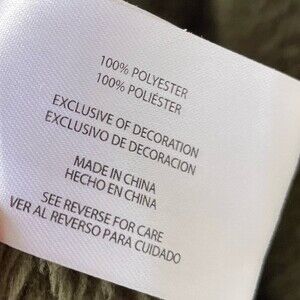 100% POLYESTER
100% POLIÉSTER
EXCLUSIVE OF DECORATION
EXCLUSIVO DE DECORACION
MADE IN CHINA
HECHO EN CHINA
SEE REVERSE FOR CARE
VER AL REVERSO PARA CUIDADO